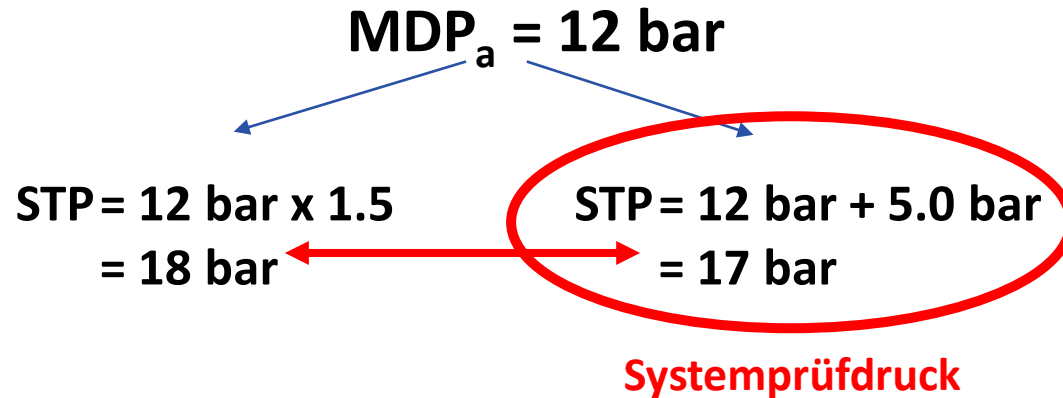 MDPa = 12 bar
STP = 12 bar x 1.5
= 18 bar
STP = 12 bar + 5.0 bar
= 17 bar
Systemprüfdruck